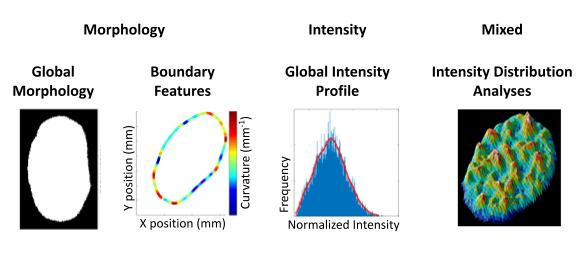 Morphology
Intensity
Mixed
Global
Morphology
Boundary
Features
Global Intensity
Profile
Intensity Distribution
Analyses
Y position (mm)
X position (mm)
Curvature (mm⁻¹)
Frequency
Normalized Intensity